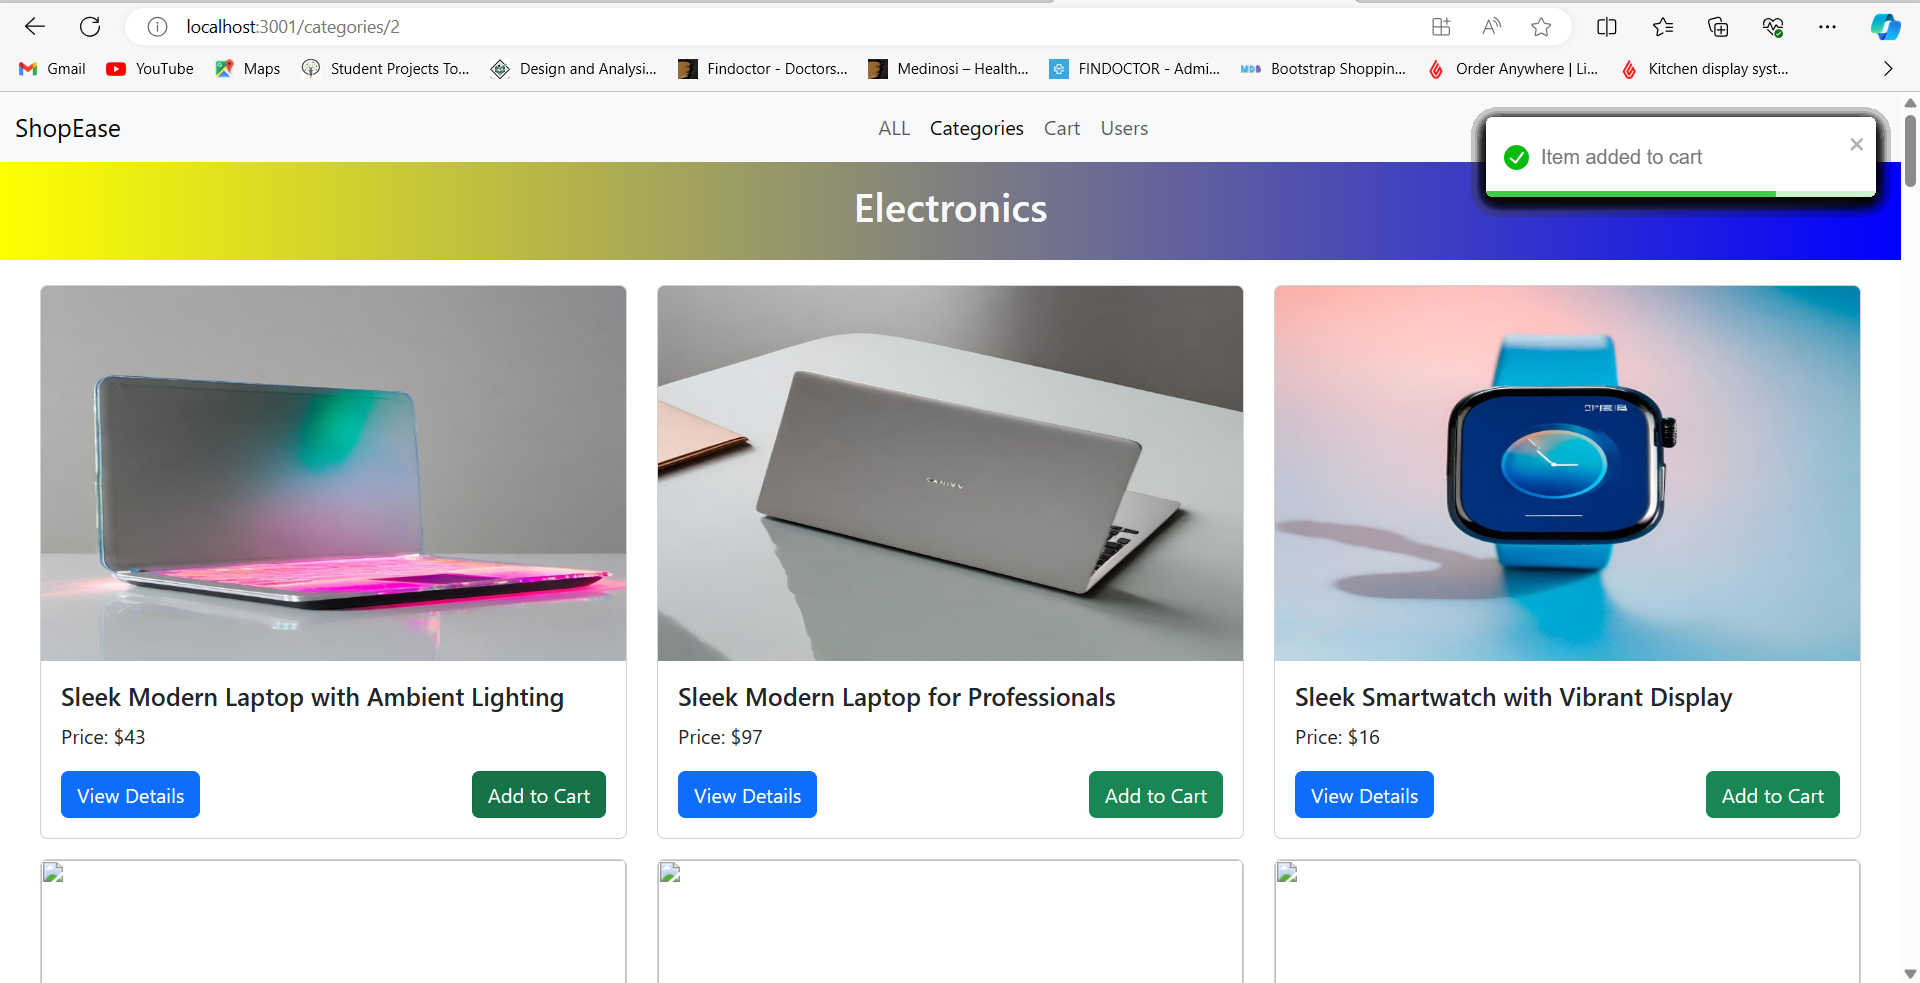 localhost:3001/categories/2
Gmail YouTube Maps Student Projects To... Design and Analysi... Findoctor - Doctors... Medinosi – Health... FINDOCTOR - Admi... MDB Bootstrap Shoppin... Order Anywhere | Li... Kitchen display syst...
ShopEase ALL Categories Cart Users
Item added to cart
Electronics
Sleek Modern Laptop with Ambient Lighting
Price: $43
View Details Add to Cart
Sleek Modern Laptop for Professionals
Price: $97
View Details Add to Cart
Sleek Smartwatch with Vibrant Display
Price: $16
View Details Add to Cart